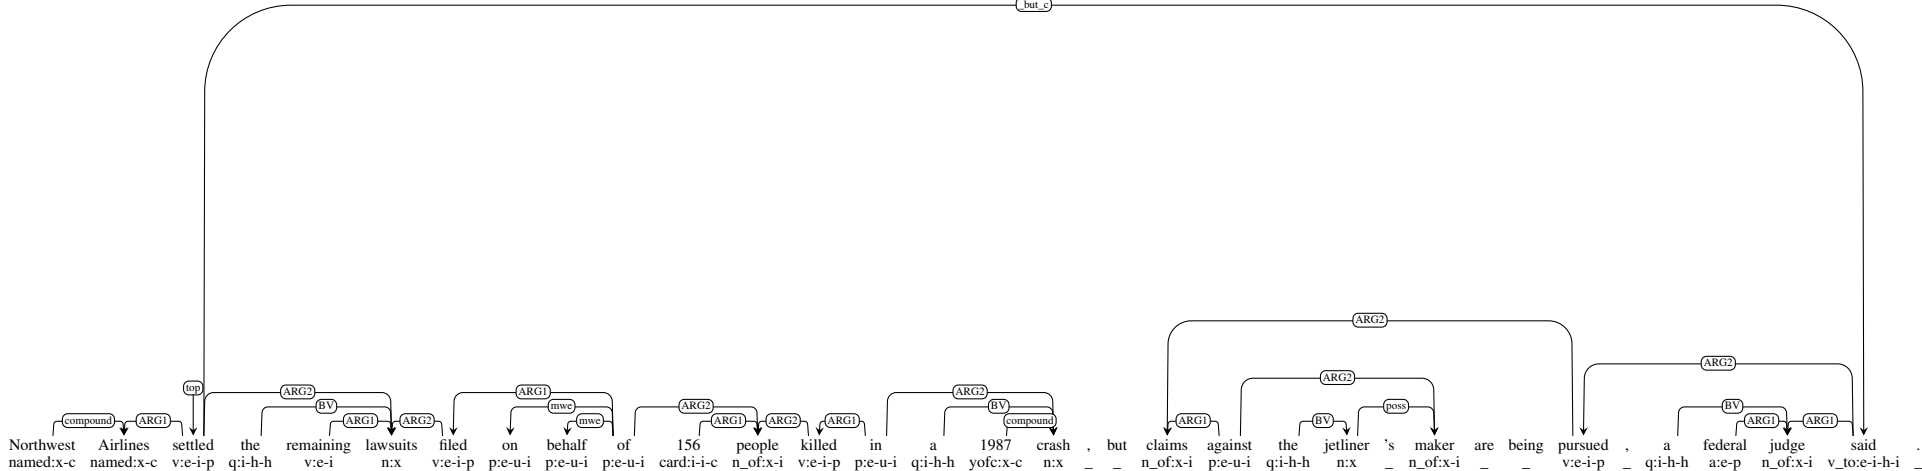 _but_c
ARG2
ARG2
ARG2
top
ARG2
ARG1
ARG2
BV
mwe
ARG2
BV
poss
BV
compound
ARG1
ARG1
ARG2
mwe
ARG1
ARG2
ARG1
compound
ARG1
BV
ARG1
ARG1
Northwest Airlines settled the remaining lawsuits filed on behalf of 156 people killed in a 1987 crash , but claims against the jetliner 's maker are being pursued , a federal judge said .
named:x-c named:x-c v:e-i-p q:i-h-h v:e-i n:x v:e-i-p p:e-u-i p:e-u-i p:e-u-i card:i-i-c n_of:x-i v:e-i-p p:e-u-i q:i-h-h yofc:x-c n:x _ _ n_of:x-i p:e-u-i q:i-h-h n:x _ n_of:x-i _ _ v:e-i-p _ q:i-h-h a:e-p n_of:x-i v_to:e-i-h-i _